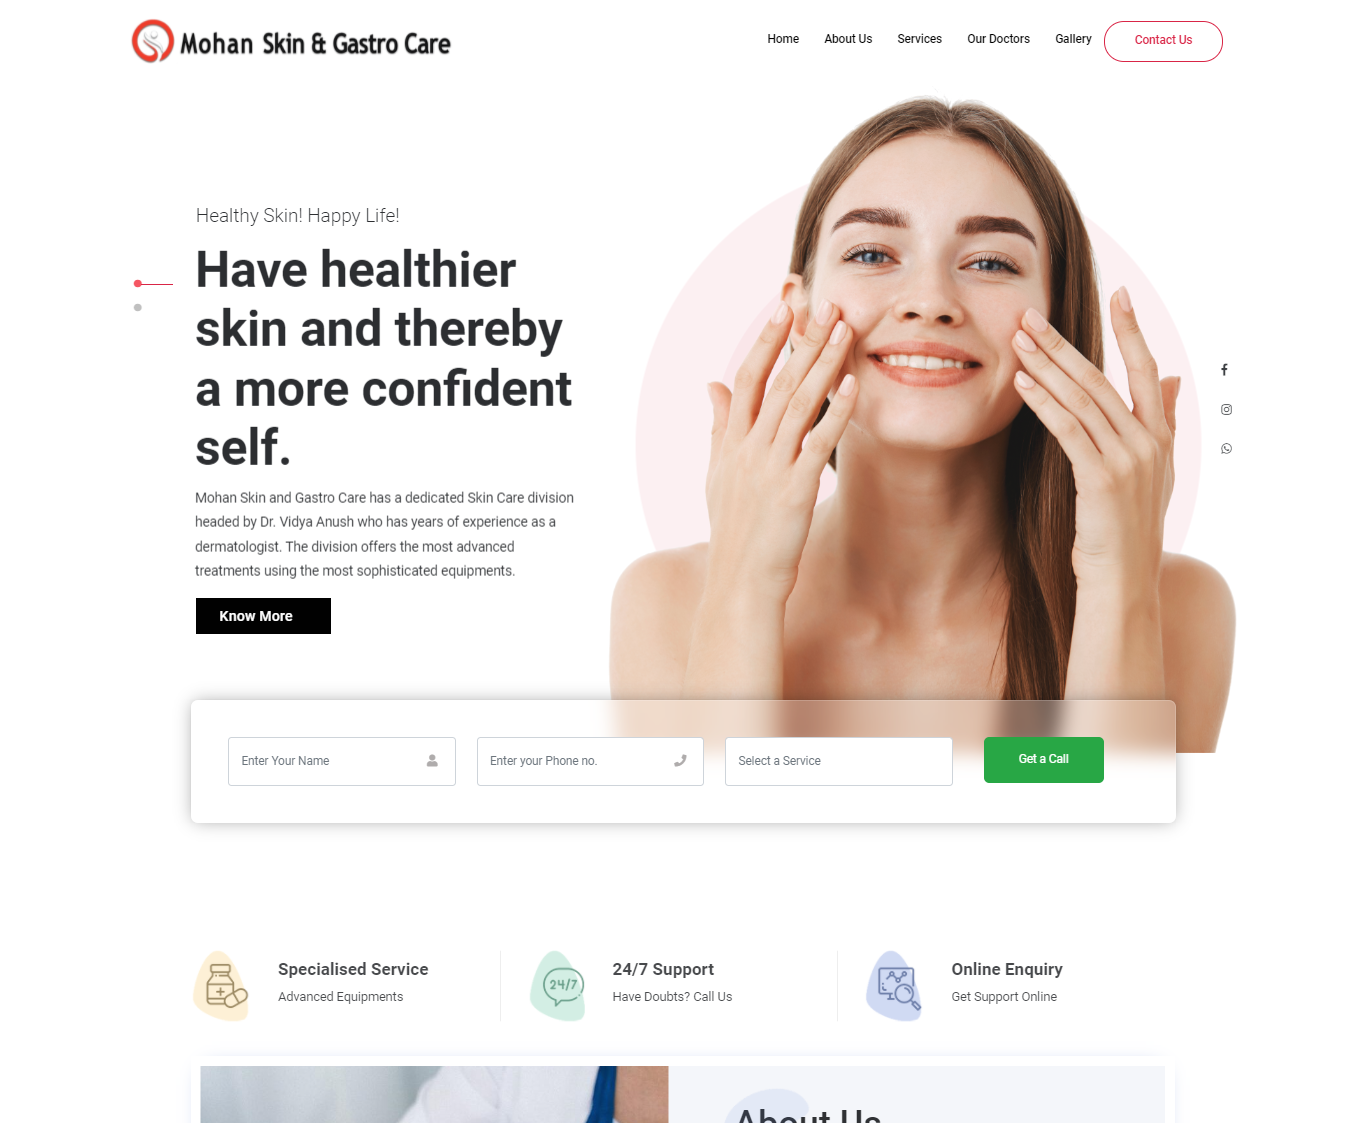 Mohan Skin & Gastro Care
Home
About Us
Services
Our Doctors
Gallery
Contact Us
Healthy Skin! Happy Life!
Have healthier
skin and thereby
a more confident
self.
Mohan Skin and Gastro Care has a dedicated Skin Care division
headed by Dr. Vidya Anush who has years of experience as a
dermatologist. The division offers the most advanced
treatments using the most sophisticated equipments.
Know More
Enter Your Name
Enter your Phone no.
Select a Service
Get a Call
Specialised Service
Advanced Equipments
24/7
24/7 Support
Have Doubts? Call Us
Online Enquiry
Get Support Online
About Us